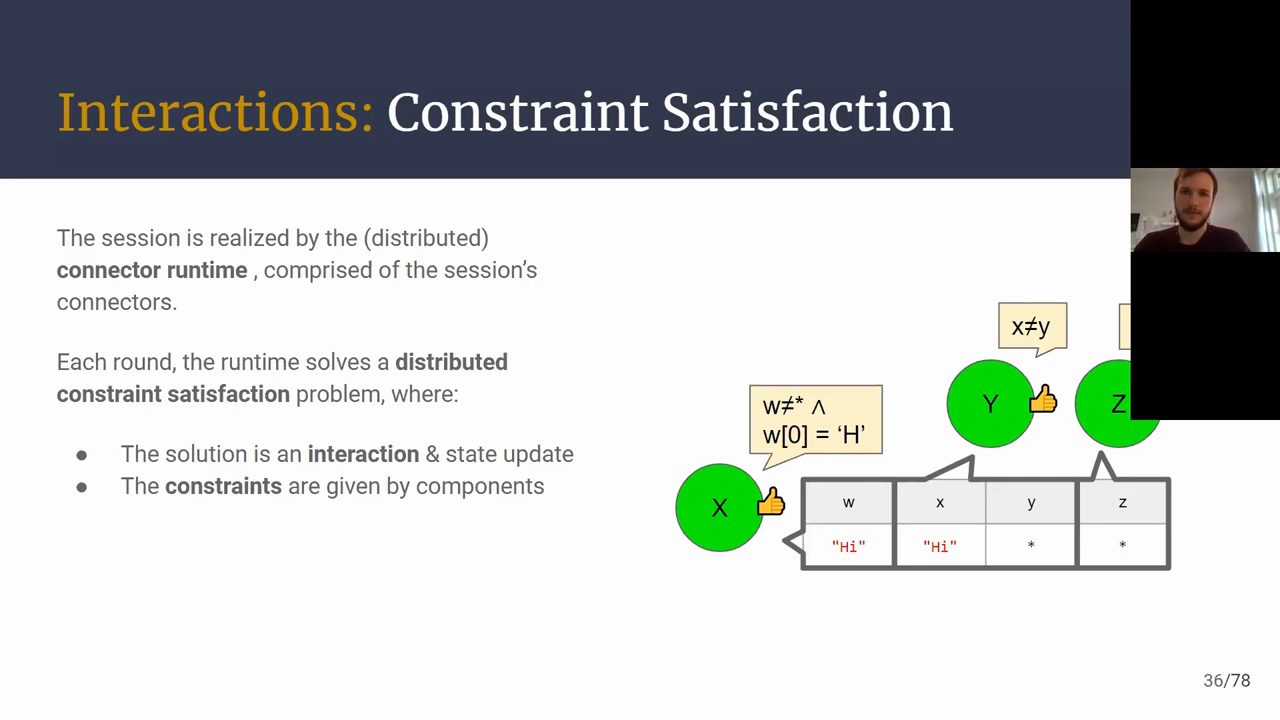 Interactions: Constraint Satisfaction
The session is realized by the (distributed)
connector runtime , comprised of the session's
connectors.
Each round, the runtime solves a distributed
constraint satisfaction problem, where:
● The solution is an interaction & state update
● The constraints are given by components
x≠y
Y
Z
w≠* ∧
w[0] = ‘H’
X
w x y z
"Hi" "Hi" * *
36/78